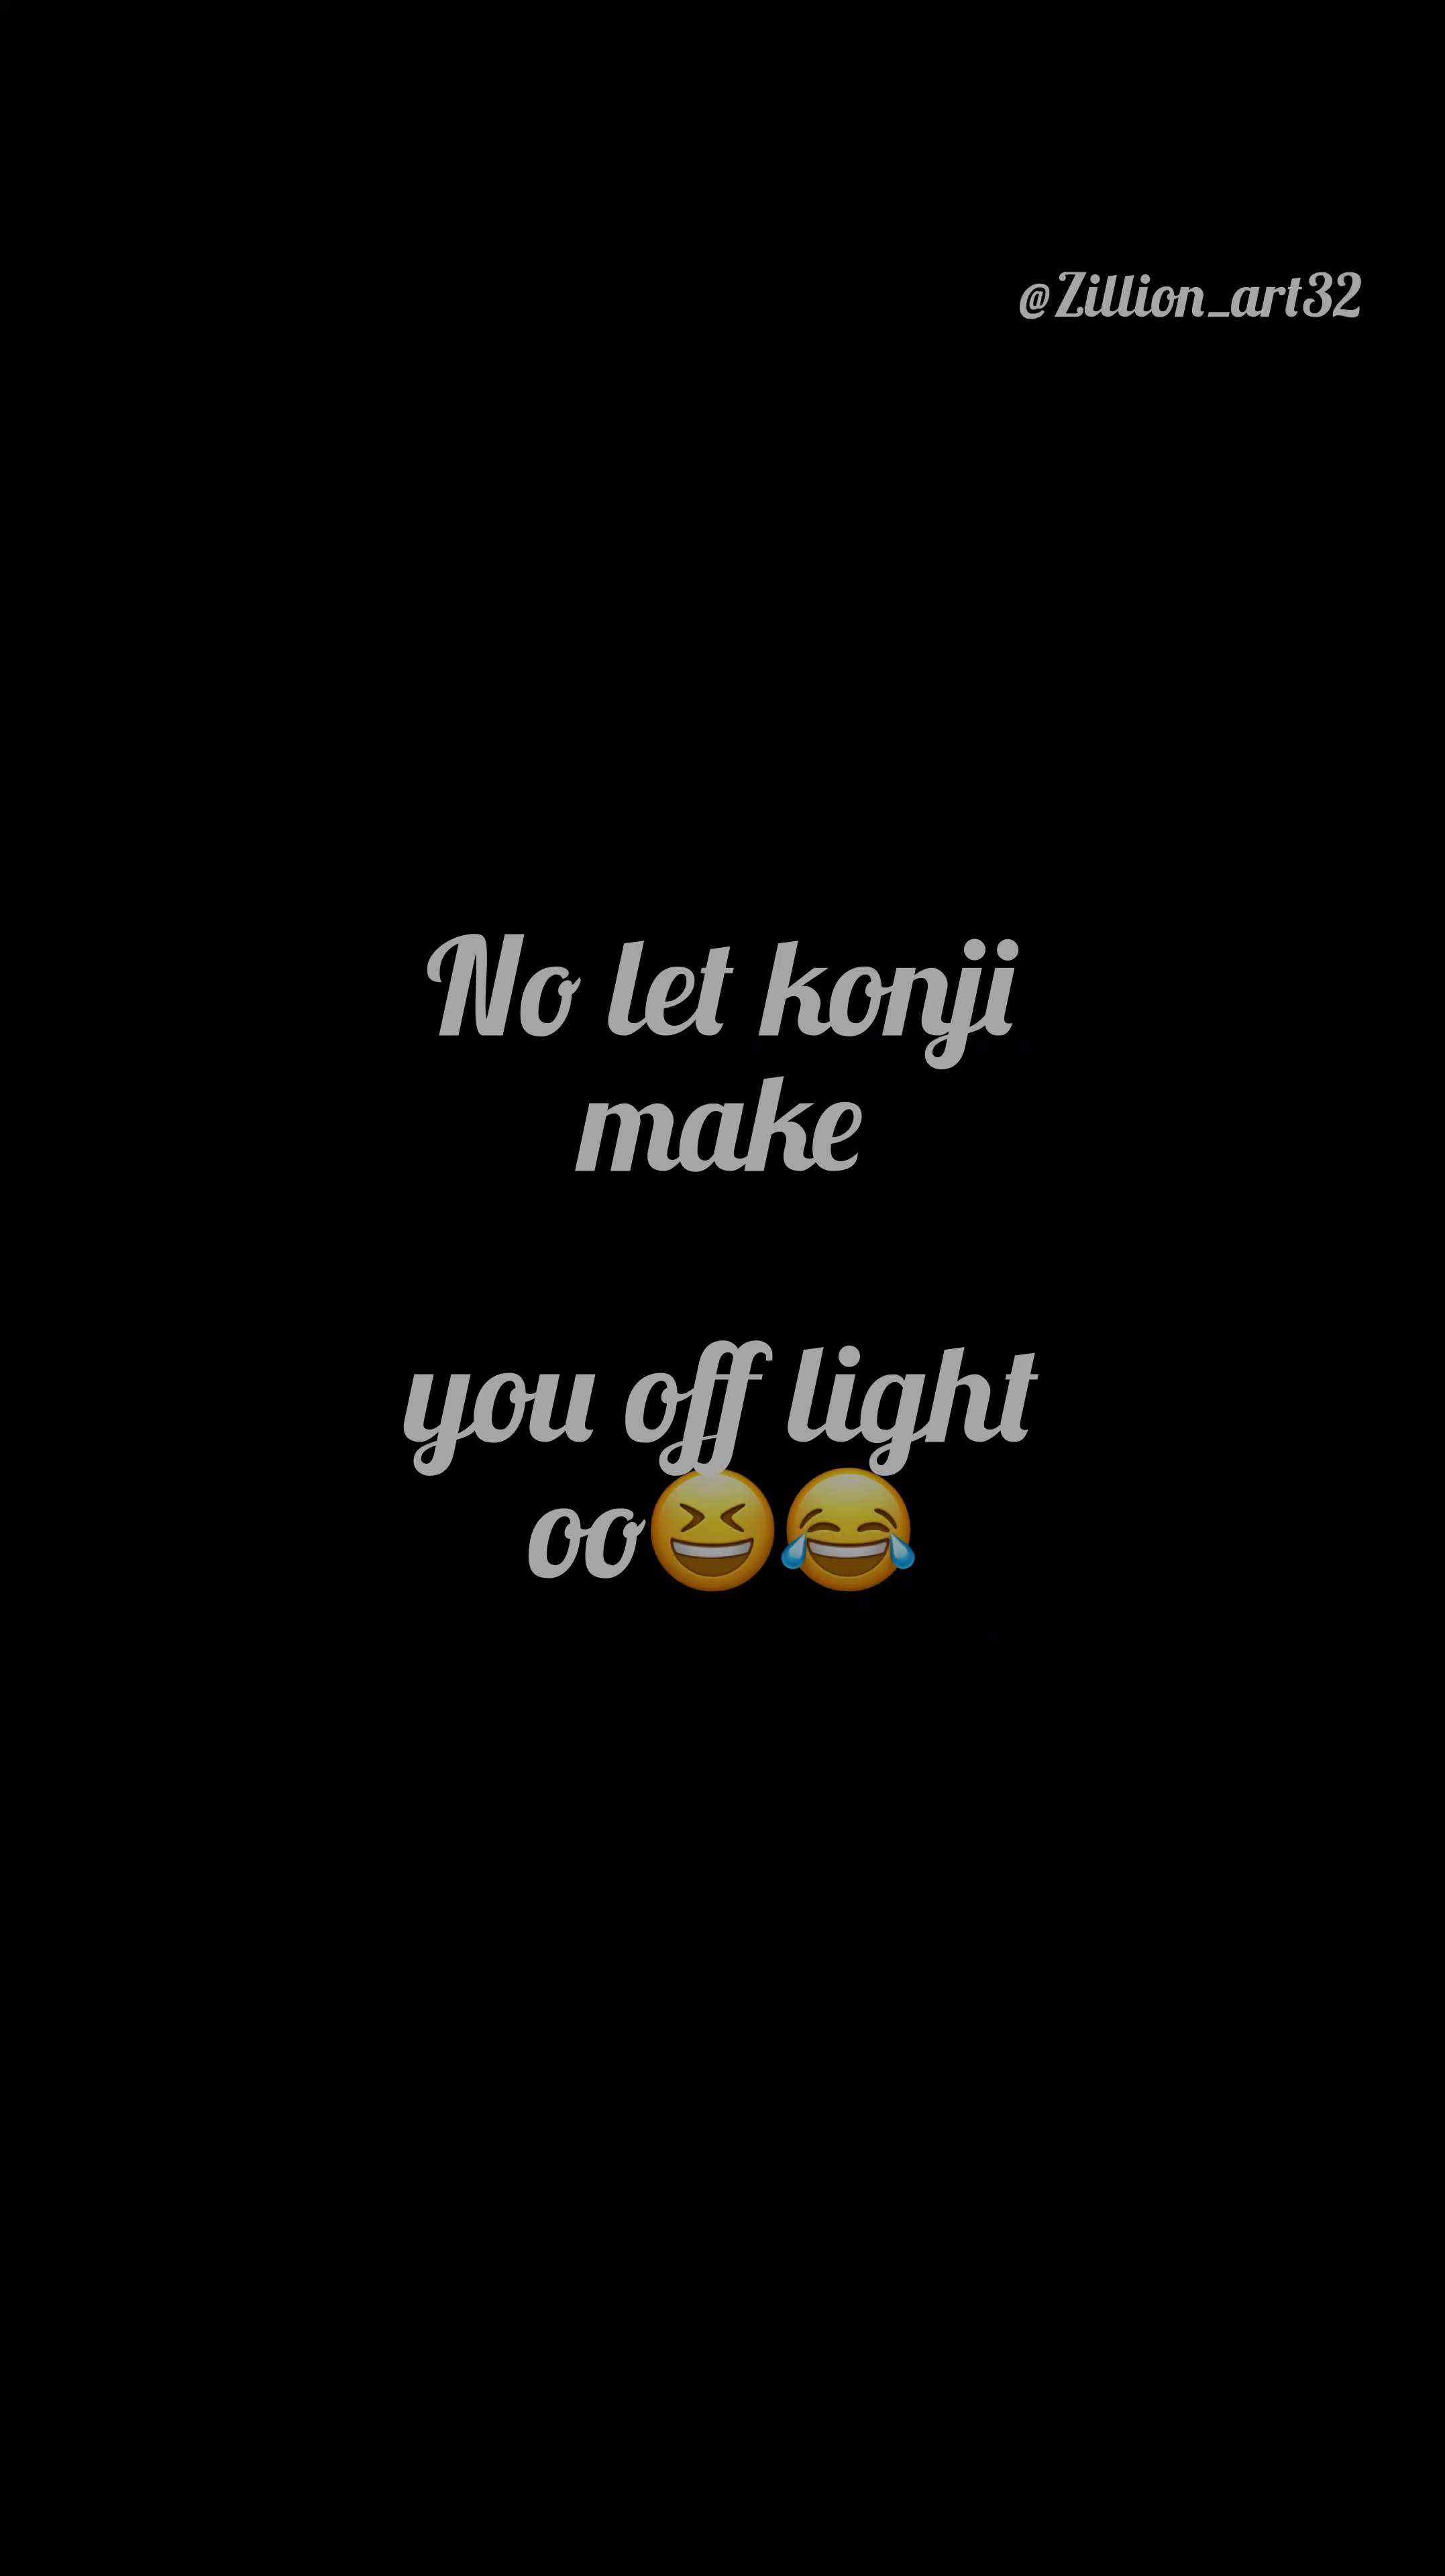 @Zillion_art32
No let konji
make
you off light
oo😆😂